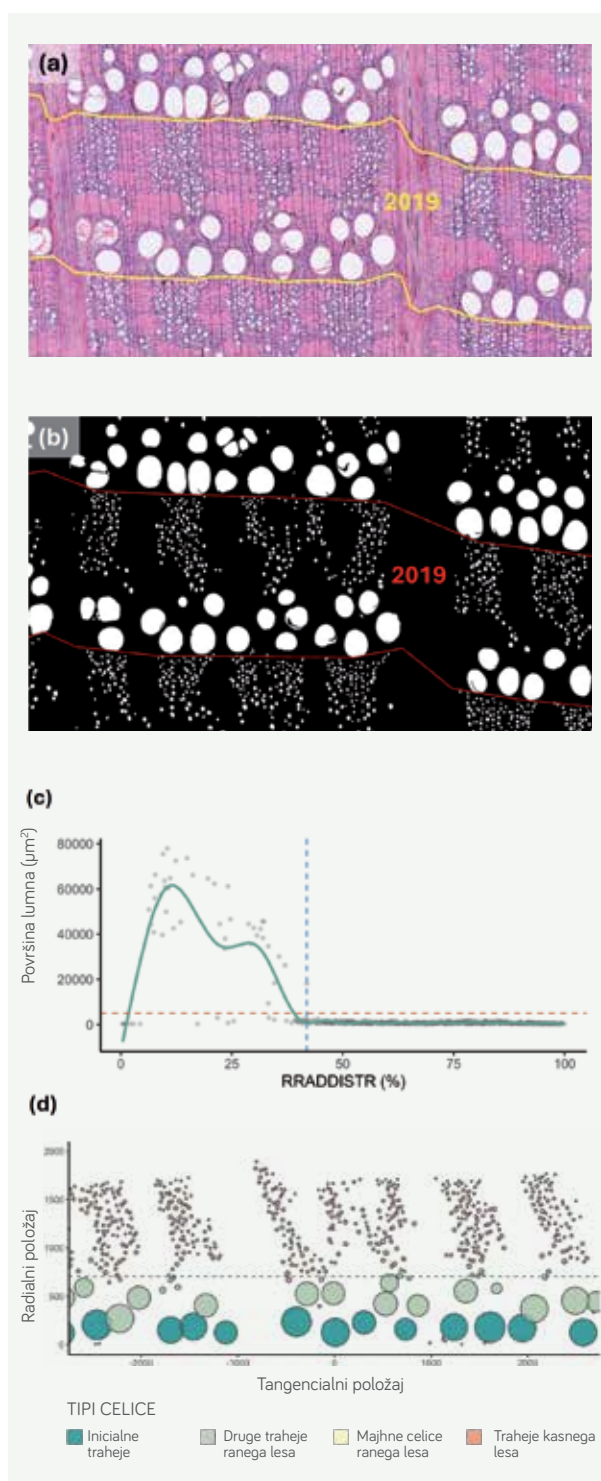 (a)
2019
(b)
2019
(c)
Površina lumna (µm²)
80000
60000
40000
20000
0
0 25 50 75 100
RRADDISTR (%)
(d)
Radialni položaj
2000
1500
1000
500
0
-2000 -1000 0 1000 2000
Tangencialni položaj
TIPI CELICE
Inicialne traheje
Druge traheje ranega lesa
Majhne celice ranega lesa
Traheje kasnega lesa